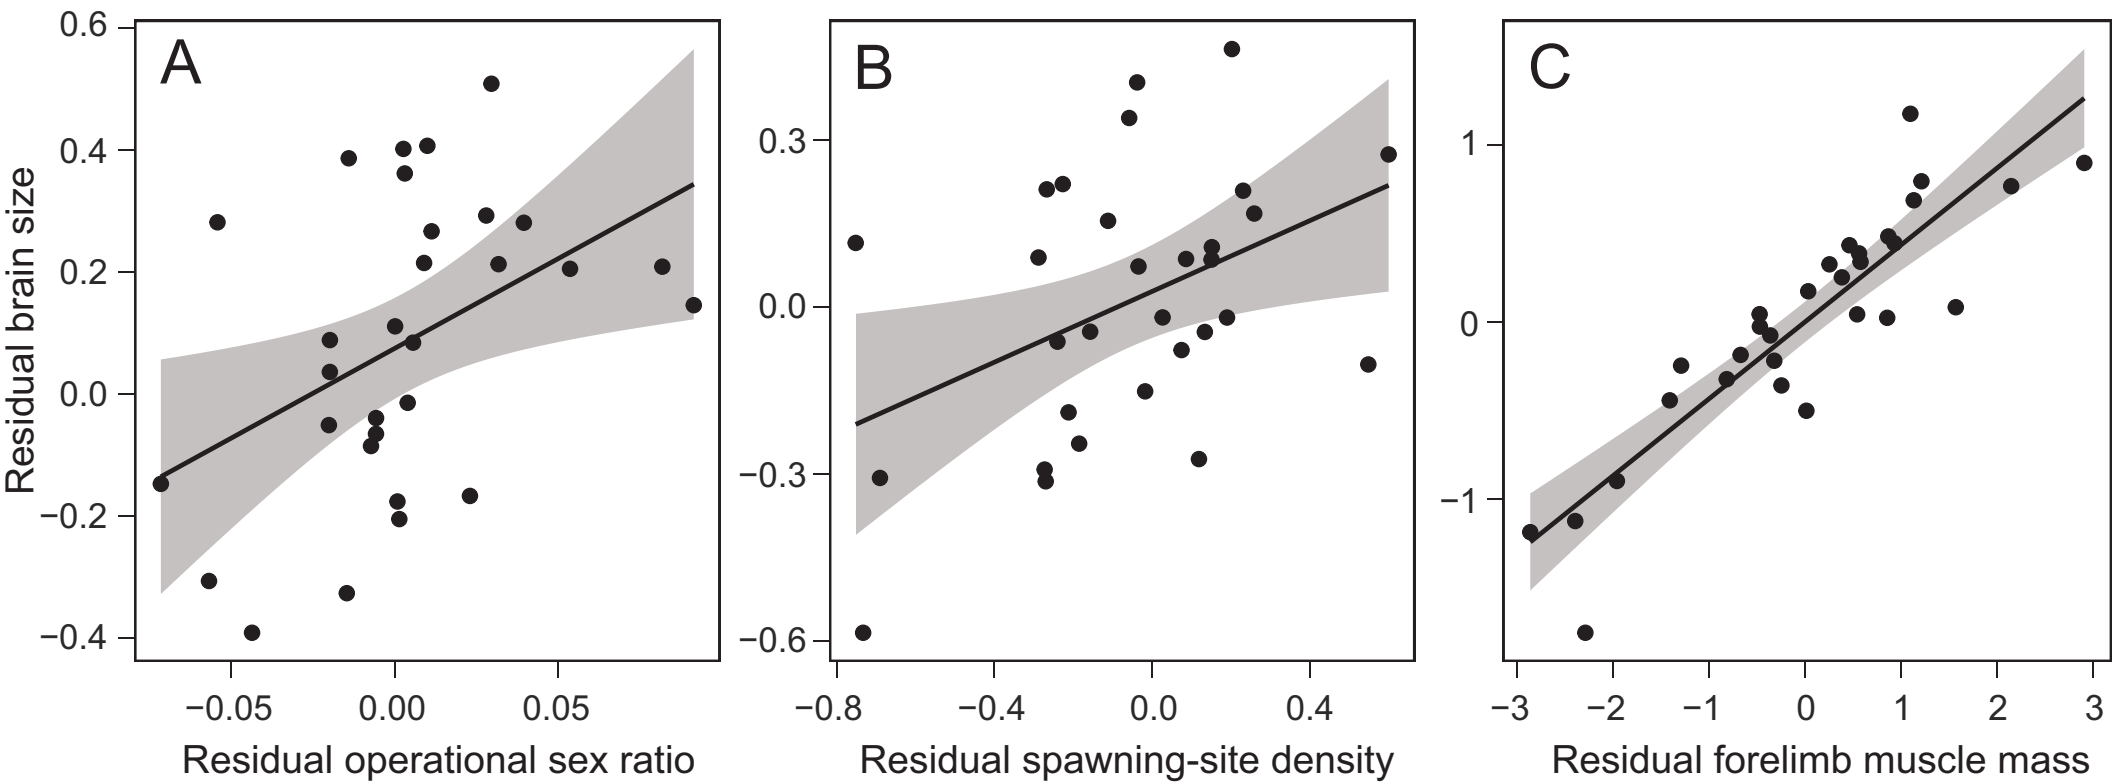 A
B
C
Residual brain size
0.6
0.4
0.2
0.0
−0.2
−0.4
0.3
0.0
−0.3
−0.6
1
0
−1
−0.05 0.00 0.05
−0.8 −0.4 0.0 0.4
−3 −2 −1 0 1 2 3
Residual operational sex ratio
Residual spawning-site density
Residual forelimb muscle mass